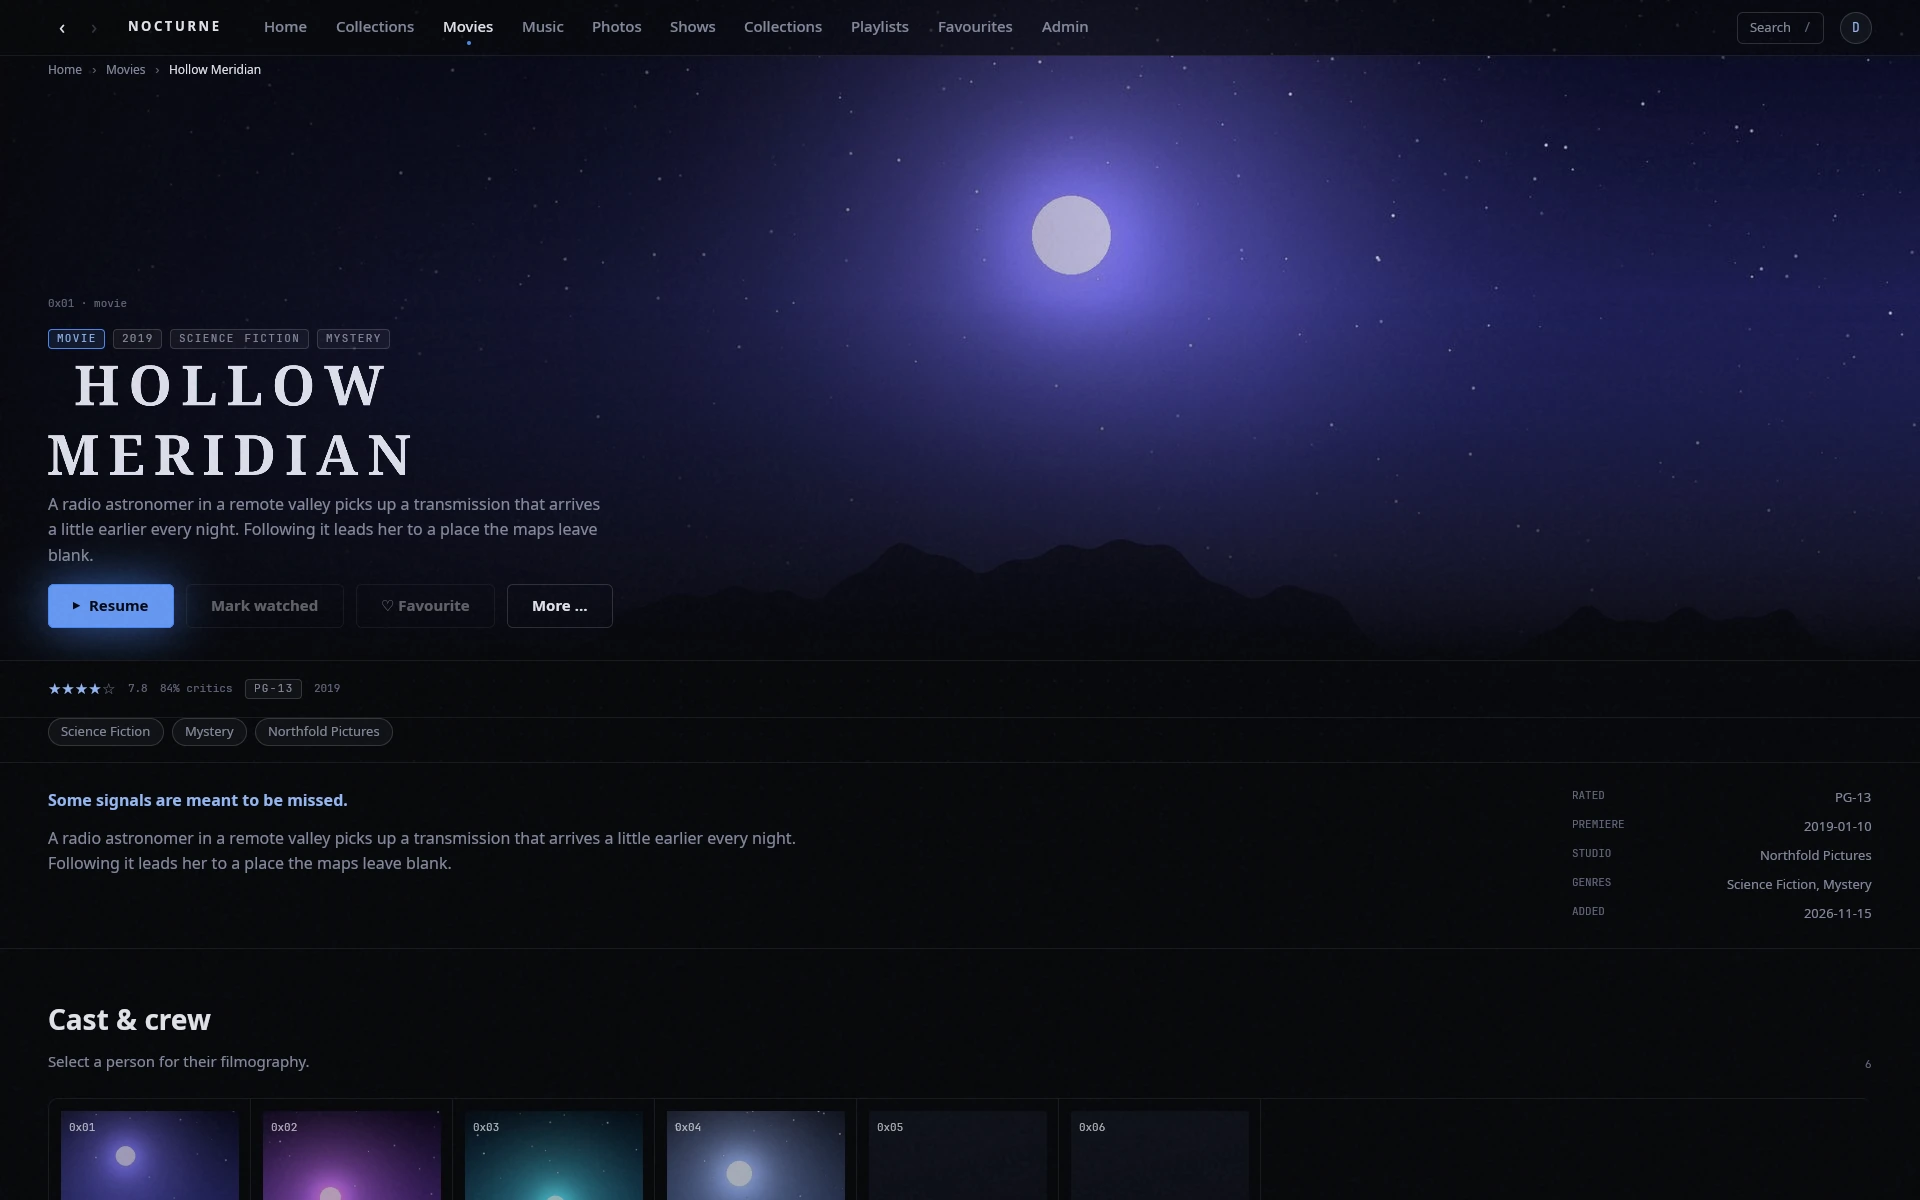 ‹ › NOCTURNE Home Collections Movies Music Photos Shows Collections Playlists Favourites Admin Search / D
Home › Movies › Hollow Meridian
0x01 · movie
MOVIE 2019 SCIENCE FICTION MYSTERY
HOLLOW
MERIDIAN
A radio astronomer in a remote valley picks up a transmission that arrives
a little earlier every night. Following it leads her to a place the maps leave
blank.
▶ Resume Mark watched ♡ Favourite More ...
★★★★☆ 7.8 84% critics PG-13 2019
Science Fiction Mystery Northfold Pictures
Some signals are meant to be missed.
A radio astronomer in a remote valley picks up a transmission that arrives a little earlier every night.
Following it leads her to a place the maps leave blank.
RATED PG-13
PREMIERE 2019-01-10
STUDIO Northfold Pictures
GENRES Science Fiction, Mystery
ADDED 2026-11-15
Cast & crew
Select a person for their filmography. 6
0x01 0x02 0x03 0x04 0x05 0x06